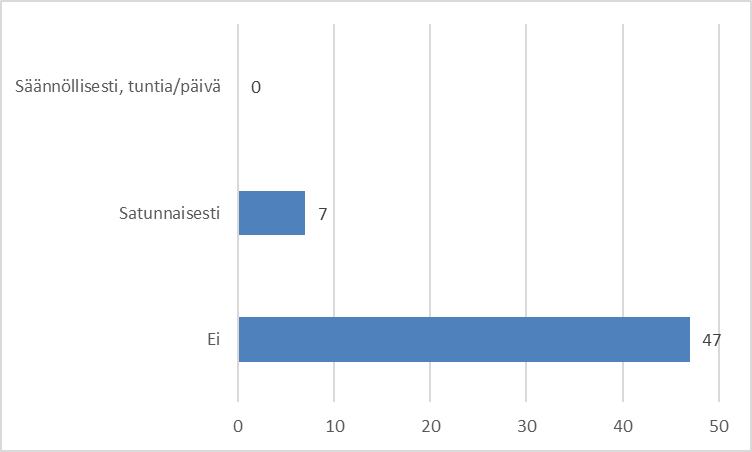 Säännöllisesti, tuntia/päivä 0
Satunnaisesti 7
Ei 47
0 10 20 30 40 50